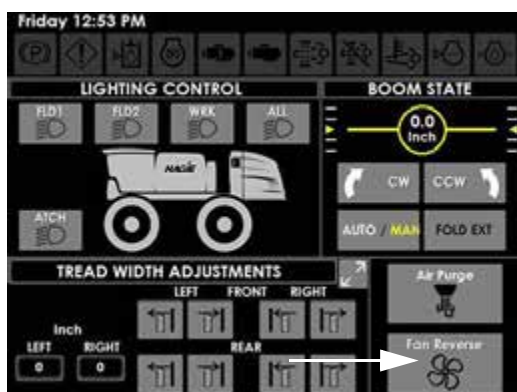 Friday 12:53 PM
LIGHTING CONTROL
FLD1 FLD2 WRK ALL
HAGIE
ATCH
BOOM STATE
0.0
Inch
CW CCW
AUTO / MAN FOLD EXT
TREAD WIDTH ADJUSTMENTS
LEFT FRONT RIGHT
Inch
LEFT RIGHT
0 0
REAR
Air Purge
Fan Reverse